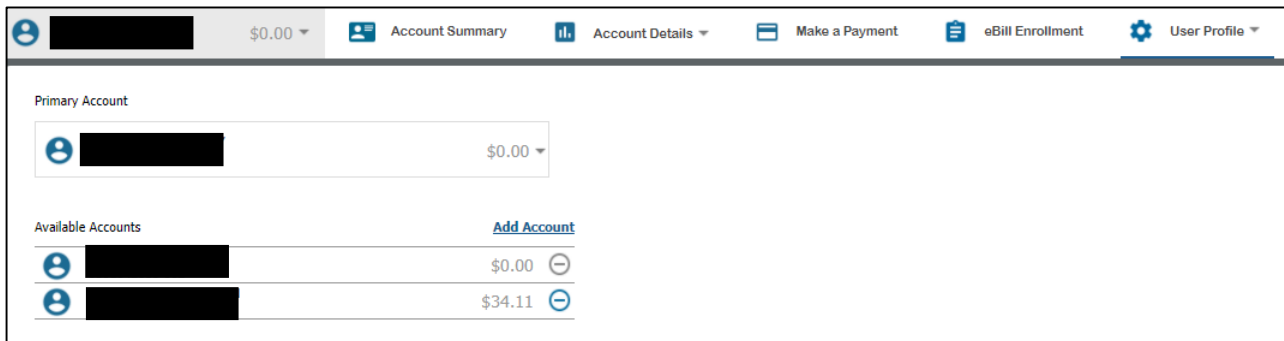 $0.00 Account Summary Account Details Make a Payment eBill Enrollment User Profile
Primary Account
$0.00
Available Accounts Add Account
$0.00
$34.11